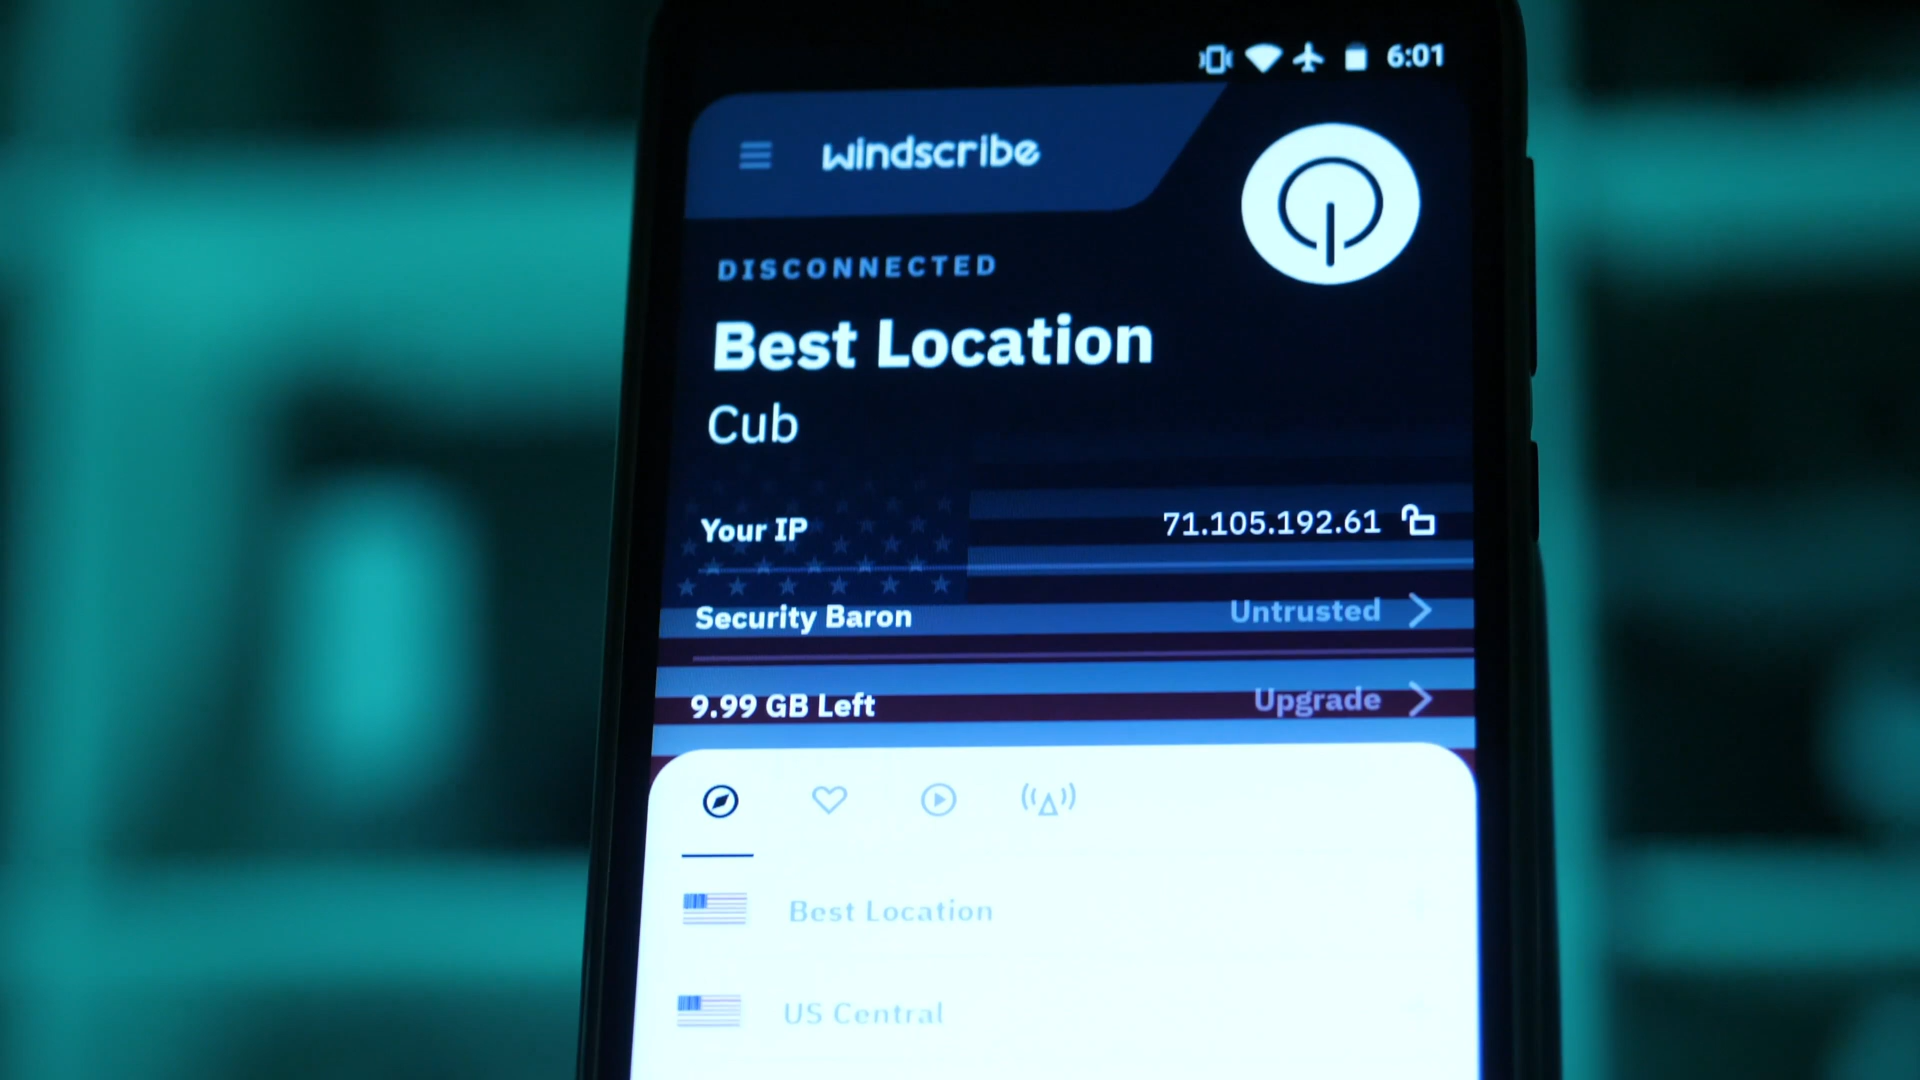 6:01
windscribe
DISCONNECTED
Best Location
Cub
Your IP 71.105.192.61
Security Baron Untrusted
9.99 GB Left Upgrade
Best Location
US Central